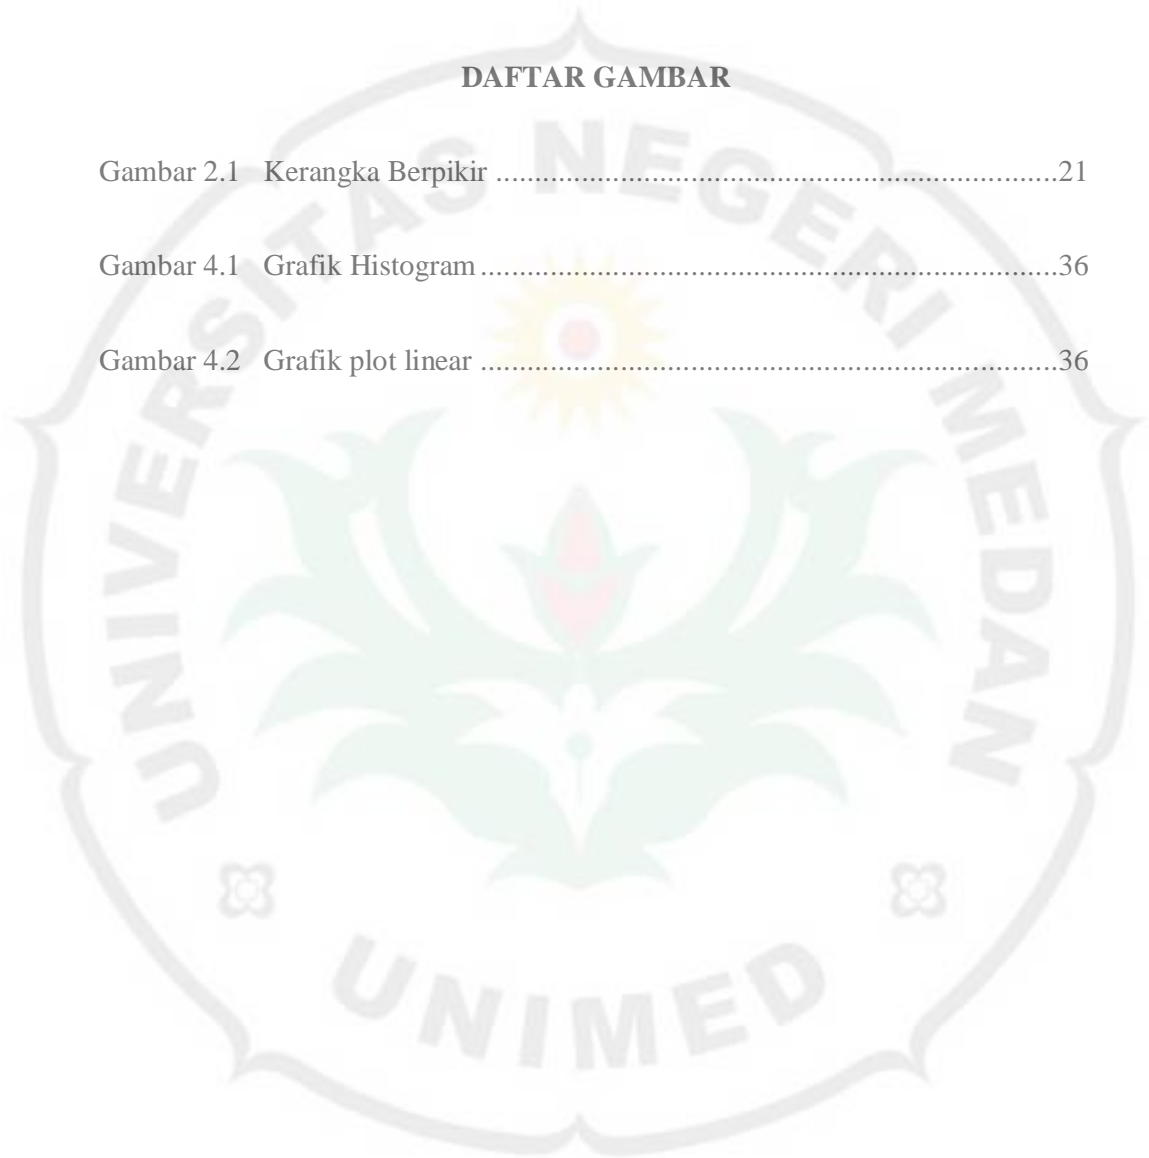 DAFTAR GAMBAR
Gambar 2.1 Kerangka Berpikir ........................................................................21
Gambar 4.1 Grafik Histogram..........................................................................36
Gambar 4.2 Grafik plot linear ..........................................................................36
UNIVERSITAS NEGERI MEDAN
UNIMED